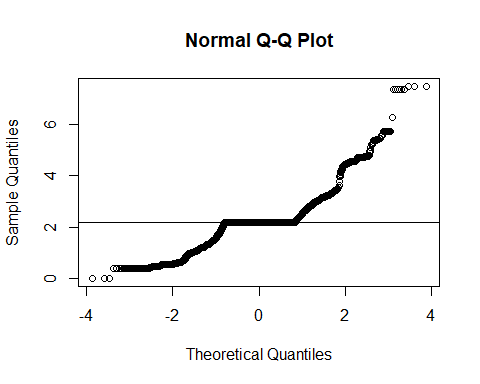 Normal Q-Q Plot
Sample Quantiles
6
4
2
0
-4 -2 0 2 4
Theoretical Quantiles